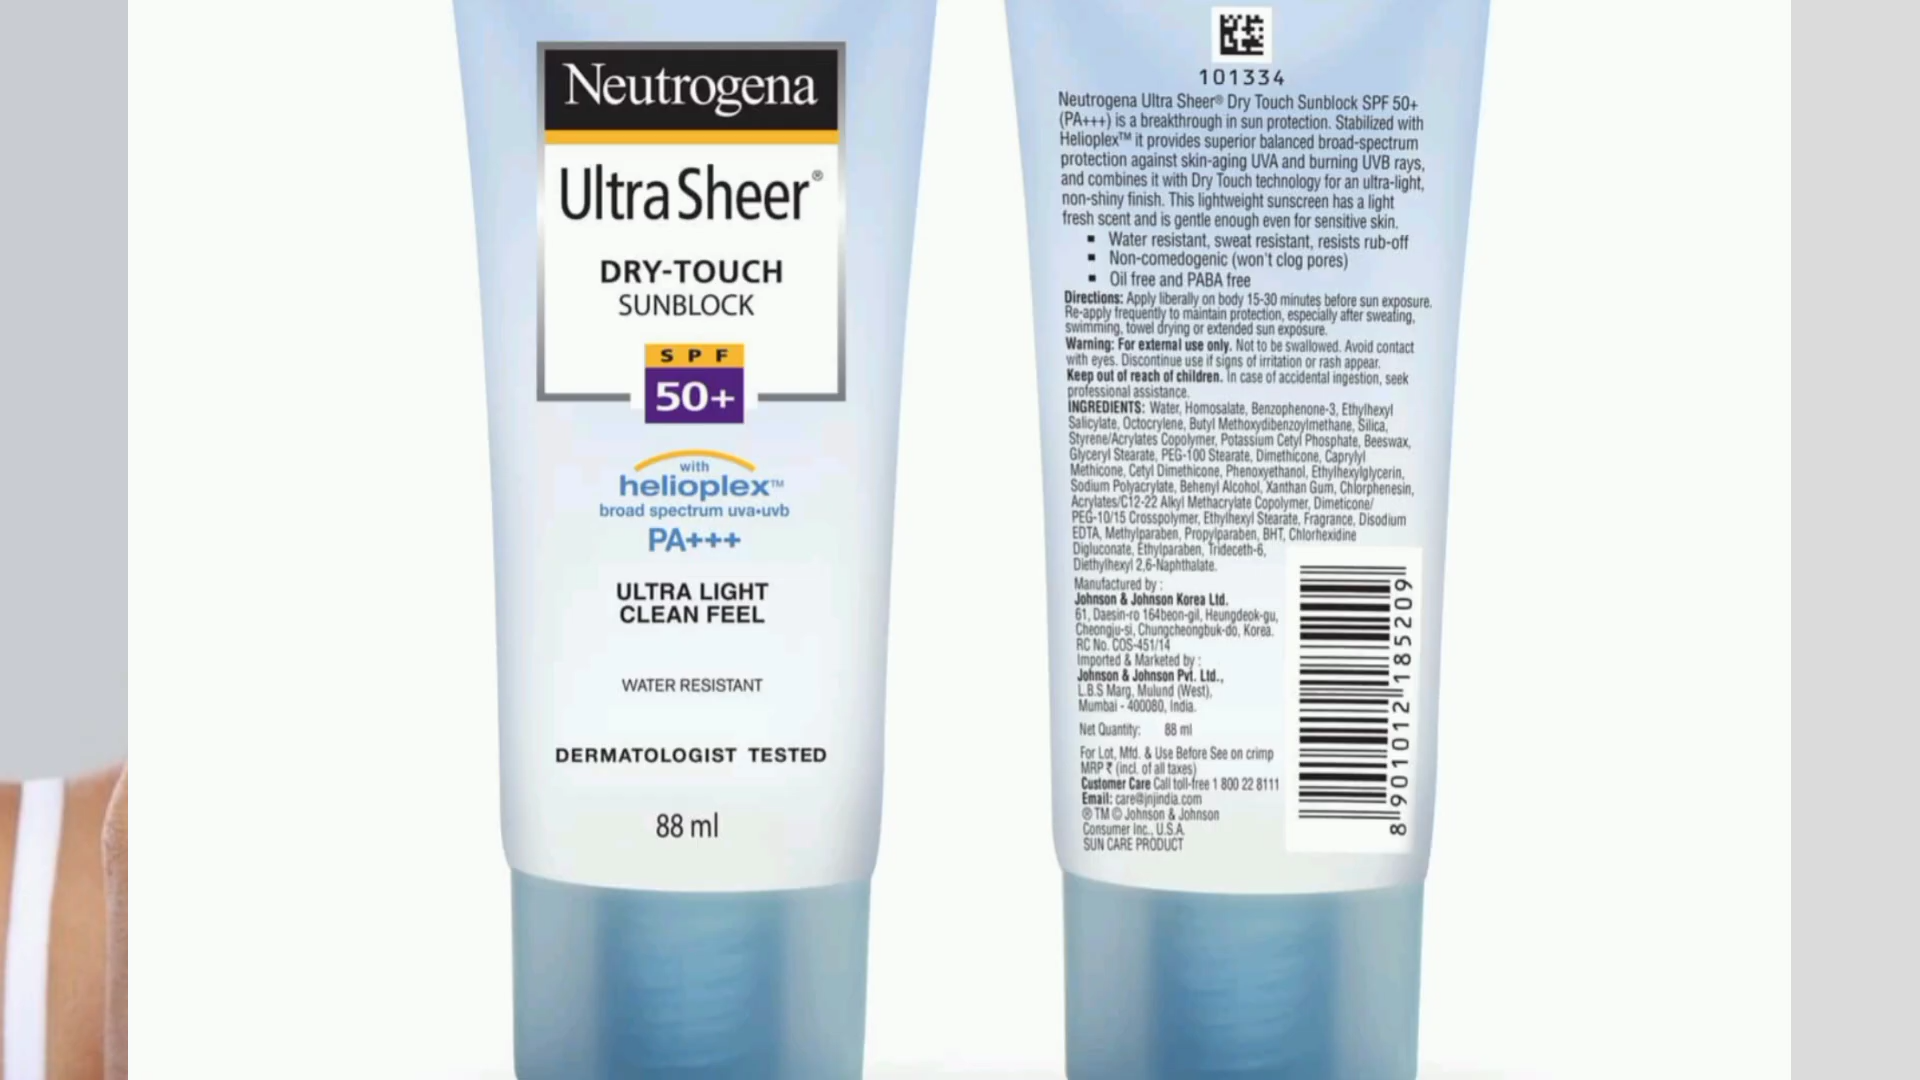 Neutrogena
Ultra Sheer®
DRY-TOUCH
SUNBLOCK
SPF
50+
with
helioplex™
broad spectrum uva•uvb
PA+++
ULTRA LIGHT
CLEAN FEEL
WATER RESISTANT
DERMATOLOGIST TESTED
88 ml
101334
Neutrogena Ultra Sheer® Dry Touch Sunblock SPF 50+
(PA+++) is a breakthrough in sun protection. Stabilized with
Helioplex™ it provides superior balanced broad-spectrum
protection against skin-aging UVA and burning UVB rays,
and combines it with Dry Touch technology for an ultra-light,
non-shiny finish. This lightweight sunscreen has a light
fresh scent and is gentle enough even for sensitive skin.
▪ Water resistant, sweat resistant, resists rub-off
▪ Non-comedogenic (won't clog pores)
▪ Oil free and PABA free
Directions: Apply liberally on body 15-30 minutes before sun exposure.
Re-apply frequently to maintain protection, especially after sweating,
swimming, towel drying or extended sun exposure.
Warning: For external use only. Not to be swallowed. Avoid contact
with eyes. Discontinue use if signs of irritation or rash appear.
Keep out of reach of children. In case of accidental ingestion, seek
professional assistance.
INGREDIENTS: Water, Homosalate, Benzophenone-3, Ethylhexyl
Salicylate, Octocrylene, Butyl Methoxydibenzoylmethane, Silica,
Styrene/Acrylates Copolymer, Potassium Cetyl Phosphate, Beeswax,
Glyceryl Stearate, PEG-100 Stearate, Dimethicone, Caprylyl
Methicone, Cetyl Dimethicone, Phenoxyethanol, Ethylhexylglycerin,
Sodium Polyacrylate, Behenyl Alcohol, Xanthan Gum, Chlorphenesin,
Acrylates/C12-22 Alkyl Methacrylate Copolymer, Dimeticone/
PEG-10/15 Crosspolymer, Ethylhexyl Stearate, Fragrance, Disodium
EDTA, Methylparaben, Propylparaben, BHT, Chlorhexidine
Digluconate, Ethylparaben, Trideceth-6,
Diethylhexyl 2,6-Naphthalate.
Manufactured by :
Johnson & Johnson Korea Ltd.
61, Daesin-ro 164beon-gil, Heungdeok-gu,
Cheongju-si, Chungcheongbuk-do, Korea.
RC No. COS-451/14
Imported & Marketed by :
Johnson & Johnson Pvt. Ltd.,
L.B.S Marg, Mulund (West),
Mumbai - 400080, India.
Net Quantity: 88 ml
For Lot, Mfd. & Use Before See on crimp
MRP ₹ (incl. of all taxes)
Customer Care Call toll-free 1 800 22 8111
Email: care@jnjindia.com
®TM © Johnson & Johnson
Consumer Inc., U.S.A.
SUN CARE PRODUCT
8 901012 185209